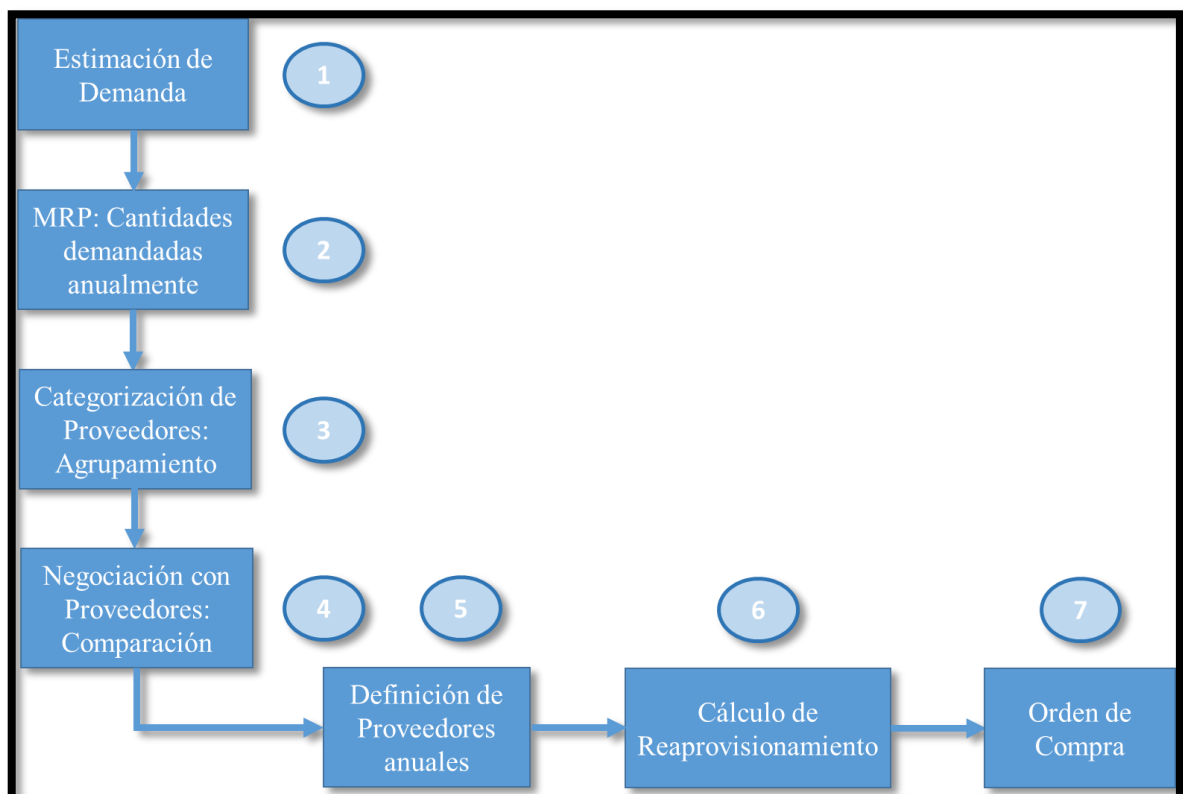 Estimación de
Demanda
1
MRP: Cantidades
demandadas
anualmente
2
Categorización de
Proveedores:
Agrupamiento
3
Negociación con
Proveedores:
Comparación
4
5
6
7
Definición de
Proveedores
anuales
Cálculo de
Reaprovisionamiento
Orden de
Compra